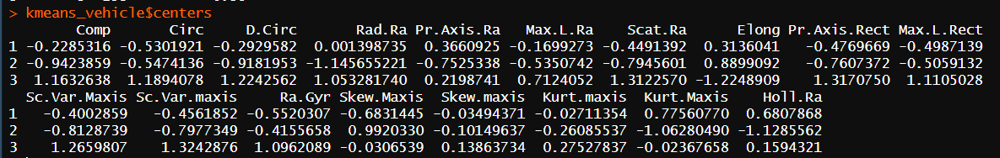 > kmeans_vehicle$centers
Comp Circ D.Circ Rad.Ra Pr.Axis.Ra Max.L.Ra Scat.Ra Elong Pr.Axis.Rect Max.L.Rect
1 -0.2285316 -0.5301921 -0.2929582 0.001398735 0.3660925 -0.1699273 -0.4491392 0.3136041 -0.4769669 -0.4987139
2 -0.9423859 -0.5474136 -0.9181953 -1.145655221 -0.7525338 -0.5350742 -0.7945601 0.8899092 -0.7607372 -0.5059132
3 1.1632638 1.1894078 1.2242562 1.053281740 0.2198741 0.7124052 1.3122570 -1.2248909 1.3170750 1.1105028
Sc.Var.Maxis Sc.Var.maxis Ra.Gyr Skew.Maxis Skew.maxis Kurt.maxis Kurt.Maxis Holl.Ra
1 -0.4002859 -0.4561852 -0.5520307 -0.6831445 -0.03494371 -0.02711354 0.77560770 0.6807868
2 -0.8128739 -0.7977349 -0.4155658 0.9920330 -0.10149637 -0.26085537 -1.06280490 -1.1285562
3 1.2659807 1.3242876 1.0962089 -0.0306539 0.13863734 0.27527837 -0.02367658 0.1594321